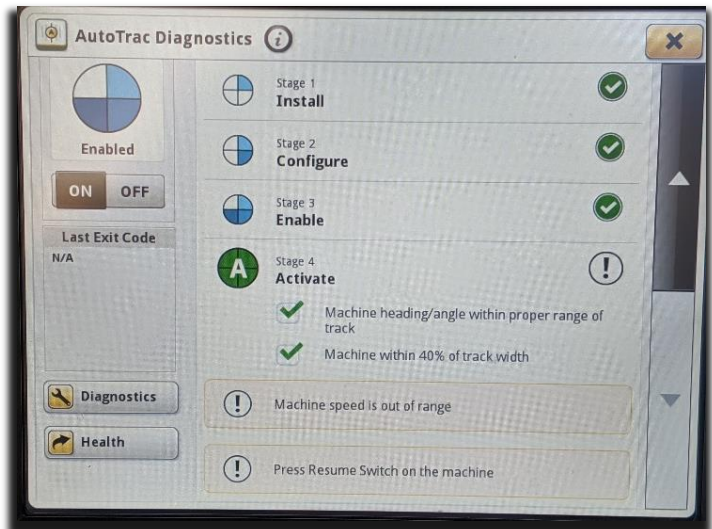 AutoTrac Diagnostics i
Enabled
ON OFF
Last Exit Code
N/A
Diagnostics
Health
Stage 1
Install
Stage 2
Configure
Stage 3
Enable
A
Stage 4
Activate
!
Machine heading/angle within proper range of
track
Machine within 40% of track width
! Machine speed is out of range
! Press Resume Switch on the machine